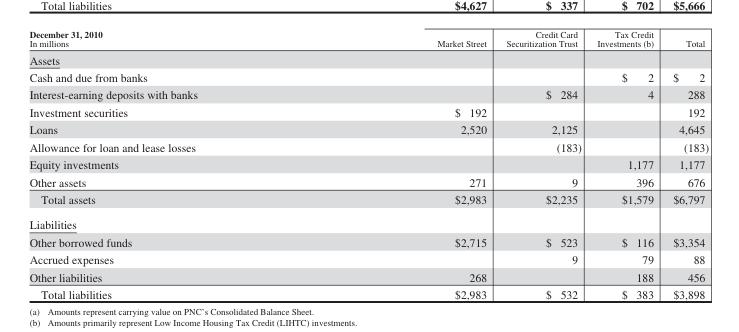 Total liabilities $4,627 $ 337 $ 702 $5,666
December 31, 2010 Credit Card Tax Credit
In millions Market Street Securitization Trust Investments (b) Total
Assets
Cash and due from banks $ 2 $ 2
Interest-earning deposits with banks $ 284 4 288
Investment securities $ 192 192
Loans 2,520 2,125 4,645
Allowance for loan and lease losses (183) (183)
Equity investments 1,177 1,177
Other assets 271 9 396 676
Total assets $2,983 $2,235 $1,579 $6,797
Liabilities
Other borrowed funds $2,715 $ 523 $ 116 $3,354
Accrued expenses 9 79 88
Other liabilities 268 188 456
Total liabilities $2,983 $ 532 $ 383 $3,898
(a) Amounts represent carrying value on PNC's Consolidated Balance Sheet.
(b) Amounts primarily represent Low Income Housing Tax Credit (LIHTC) investments.